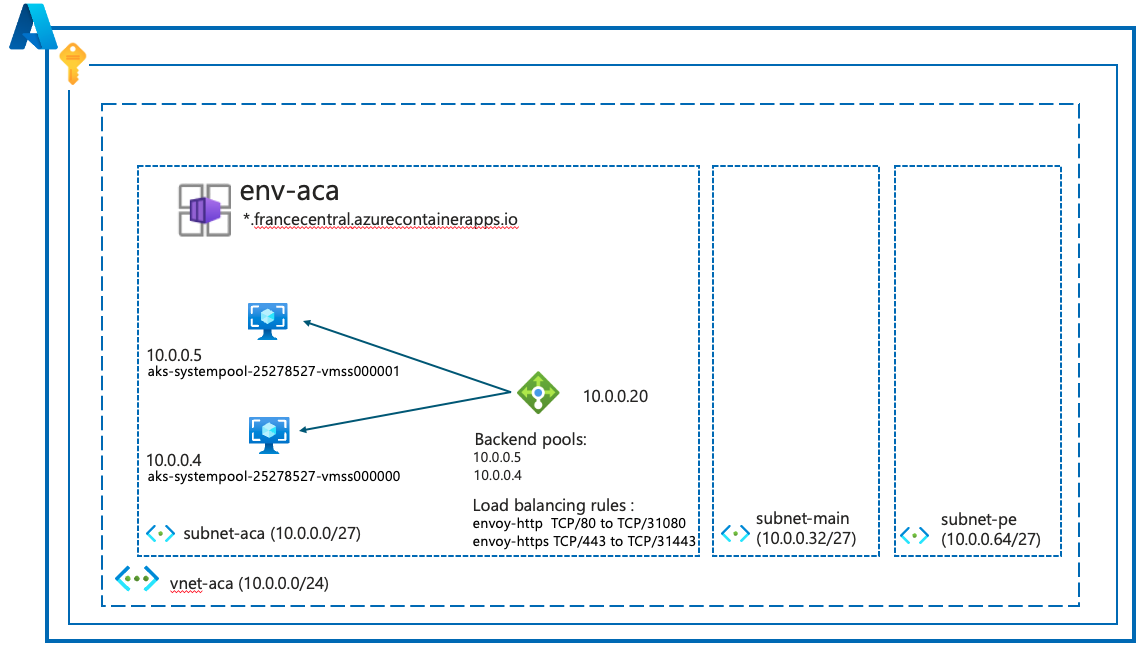 env-aca
*.francecentral.azurecontainerapps.io
10.0.0.5
aks-systempool-25278527-vmss000001
10.0.0.20
10.0.0.4
aks-systempool-25278527-vmss000000
Backend pools:
10.0.0.5
10.0.0.4
Load balancing rules :
envoy-http  TCP/80 to TCP/31080
envoy-https TCP/443 to TCP/31443
subnet-aca (10.0.0.0/27)
subnet-main
(10.0.0.32/27)
subnet-pe
(10.0.0.64/27)
vnet-aca (10.0.0.0/24)